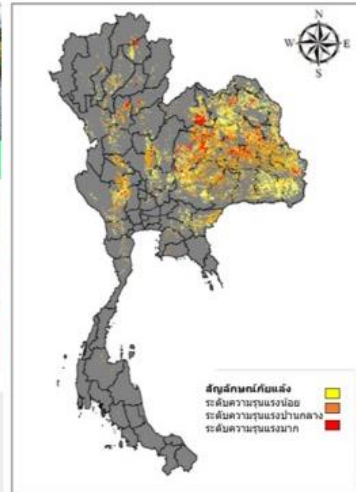 N
W E
S
สัญลักษณ์ภัยแล้ง
ระดับความรุนแรงน้อย
ระดับความรุนแรงปานกลาง
ระดับความรุนแรงมาก